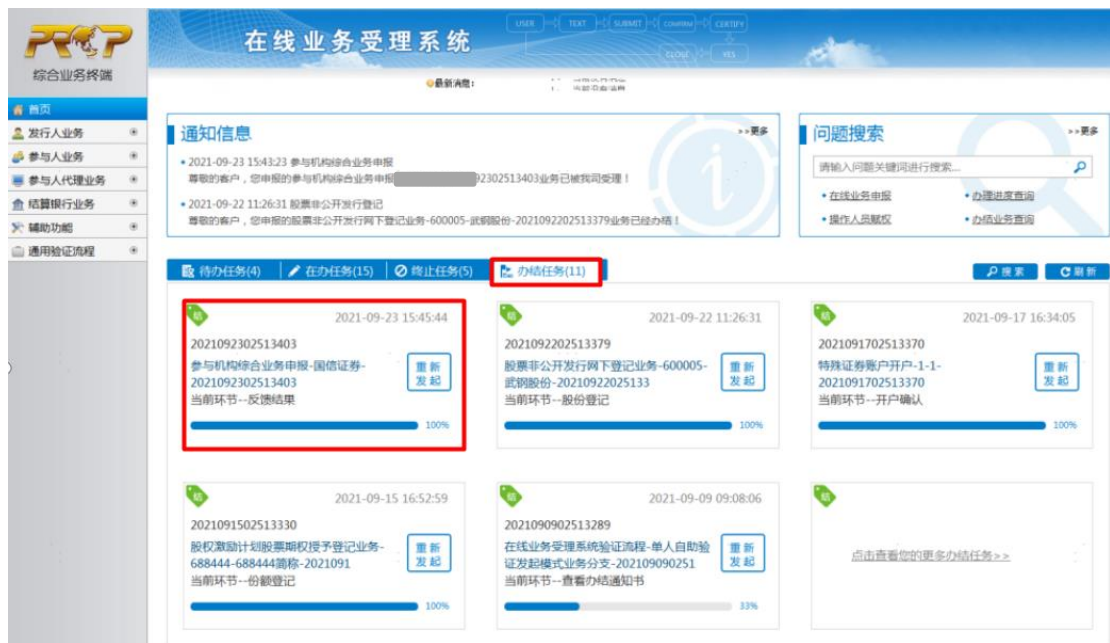 PROP
综合业务终端
在线业务受理系统
USER
TEXT
SUBMIT
CONFIRM
CERTIFY
CLOSE
YES
最新消息:
当前没有消息
首页
发行人业务
参与人业务
参与人代理业务
结算银行业务
辅助功能
通用验证流程
通知信息
>>更多
• 2021-09-23 15:43:23 参与机构综合业务申报
尊敬的客户，您申报的参与机构综合业务申报 92302513403业务已被我司受理！
• 2021-09-22 11:26:31 股票非公开发行登记
尊敬的客户，您申报的股票非公开发行网下登记业务-600005-武钢股份-2021092202513379业务已经办结！
问题搜索
>>更多
请输入问题关键词进行搜索...
• 在线业务申报
• 办理进度查询
• 操作人员赋权
• 办结业务查询
待办任务(4)
在办任务(15)
终止任务(5)
办结任务(11)
搜索
刷新
结
2021-09-23 15:45:44
2021092302513403
参与机构综合业务申报-国信证券-
2021092302513403
当前环节--反馈结果
重新
发起
100%
结
2021-09-22 11:26:31
2021092202513379
股票非公开发行网下登记业务-600005-
武钢股份-20210922025133
当前环节--股份登记
重新
发起
100%
结
2021-09-17 16:34:05
2021091702513370
特殊证券账户开户-1-1-
2021091702513370
当前环节--开户确认
重新
发起
100%
结
2021-09-15 16:52:59
2021091502513330
股权激励计划股票期权授予登记业务-
688444-688444简称-2021091
当前环节--份额登记
重新
发起
100%
结
2021-09-09 09:08:06
2021090902513289
在线业务受理系统验证流程-单人自助验
证发起模式业务分支-202109090251
当前环节--查看办结通知书
重新
发起
33%
结
点击查看您的更多办结任务>>